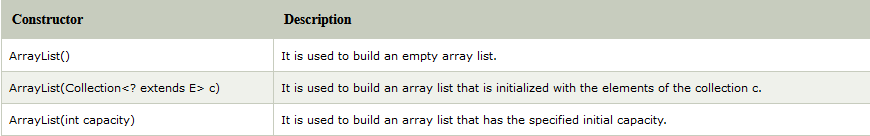 Constructor Description
ArrayList() It is used to build an empty array list.
ArrayList(Collection<? extends E> c) It is used to build an array list that is initialized with the elements of the collection c.
ArrayList(int capacity) It is used to build an array list that has the specified initial capacity.